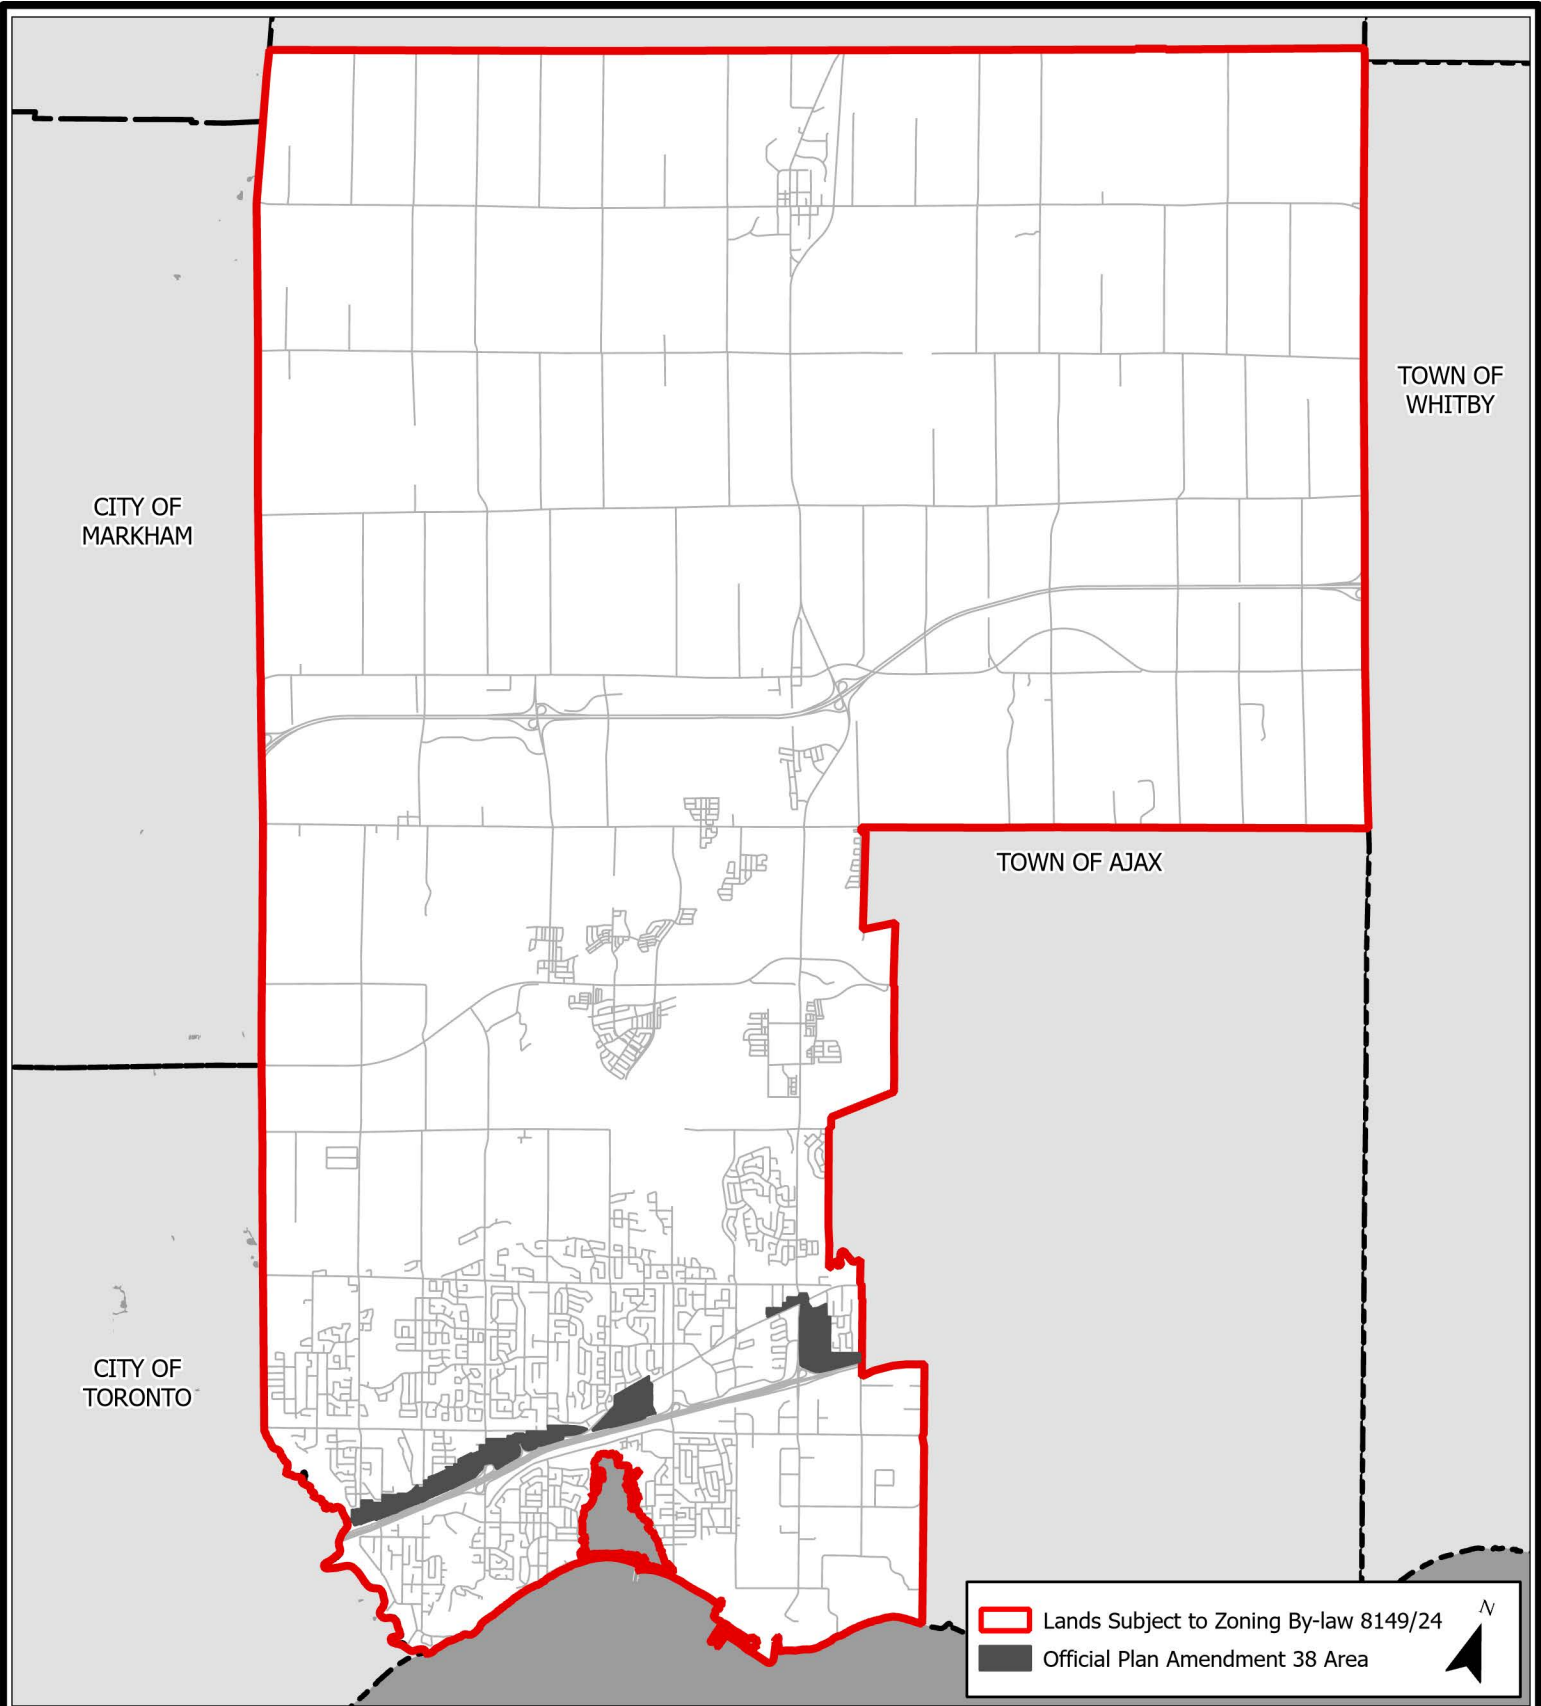 TOWN OF
WHITBY
CITY OF
MARKHAM
TOWN OF AJAX
CITY OF
TORONTO
N
Lands Subject to Zoning By-law 8149/24
Official Plan Amendment 38 Area